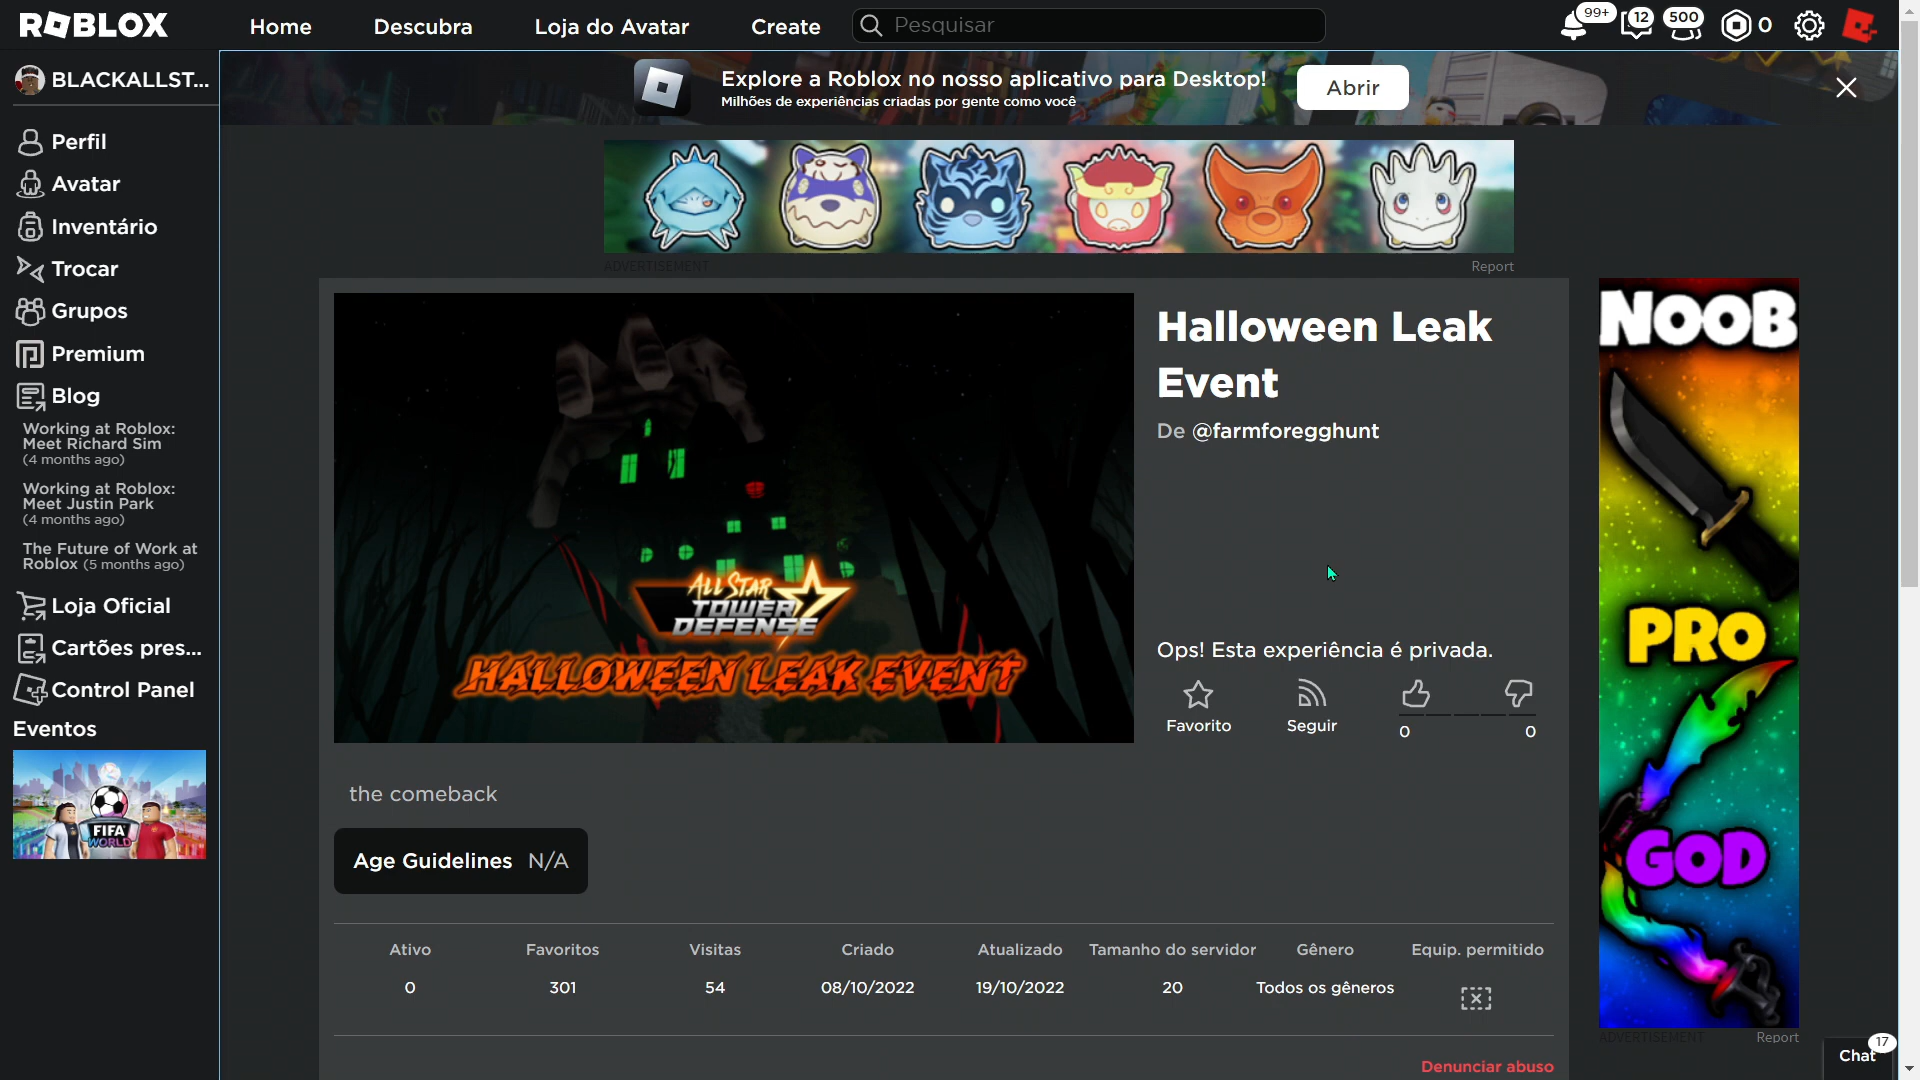 ROBLOX
Home
Descubra
Loja do Avatar
Create
Pesquisar
99+
12
500
0
BLACKALLST...
Perfil
Avatar
Inventário
Trocar
Grupos
Premium
Blog
Working at Roblox:
Meet Richard Sim
(4 months ago)
Working at Roblox:
Meet Justin Park
(4 months ago)
The Future of Work at
Roblox (5 months ago)
Loja Oficial
Cartões pres...
Control Panel
Eventos
FIFA
WORLD
Explore a Roblox no nosso aplicativo para Desktop!
Milhões de experiências criadas por gente como você
Abrir
ADVERTISEMENT
Report
ALL STAR
TOWER
DEFENSE
HALLOWEEN LEAK EVENT
Halloween Leak
Event
De @farmforegghunt
Ops! Esta experiência é privada.
Favorito
Seguir
0
0
the comeback
Age Guidelines N/A
Ativo
Favoritos
Visitas
Criado
Atualizado
Tamanho do servidor
Gênero
Equip. permitido
0
301
54
08/10/2022
19/10/2022
20
Todos os gêneros
Denunciar abuso
NOOB
PRO
GOD
ADVERTISEMENT
Report
Chat
17